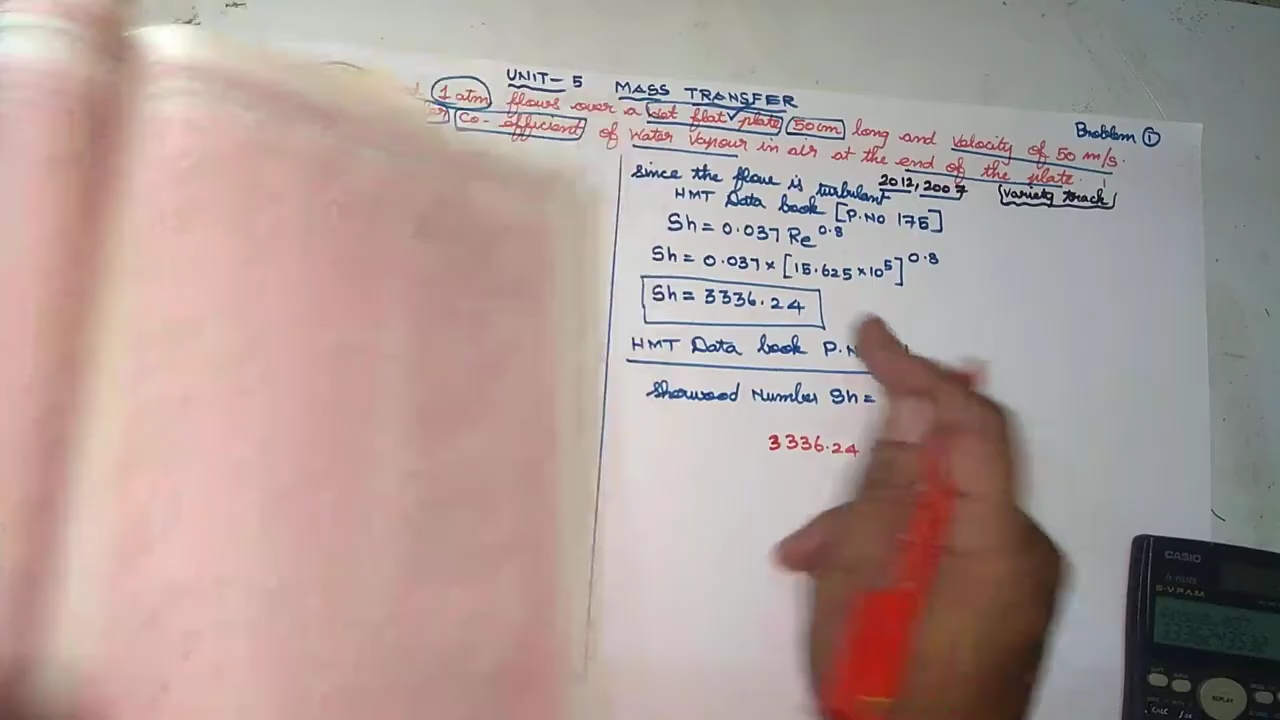 UNIT- 5 MASS TRANSFER
1 atm flows over a wet flat plate 50cm long and velocity of 50 m/s.
Problem ①
Co-efficient of water vapour in air at the end of the plate.
Since the flow is turbulent
2012, 2007
(variety track)
HMT Data book [P.NO 175]
Sh = 0.037 Re^0.8
Sh = 0.037 × [15.625×10^5]^0.8
Sh = 3336.24
HMT Data book P.N
Sherwood Number Sh =
3336.24
CASIO
S-V.P.A.M.
REPLAY